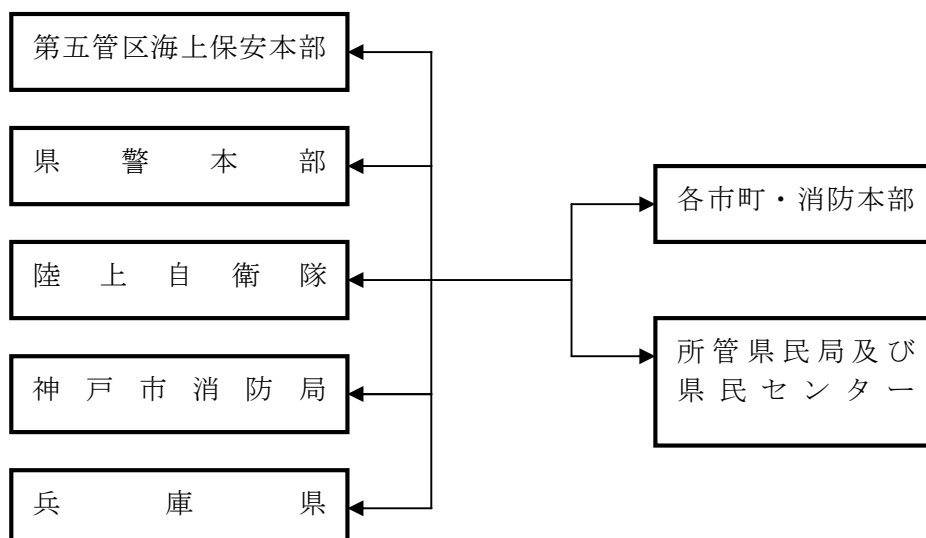 第五管区海上保安本部
県警本部
陸上自衛隊
神戸市消防局
兵庫県
各市町・消防本部
所管県民局及び
県民センター